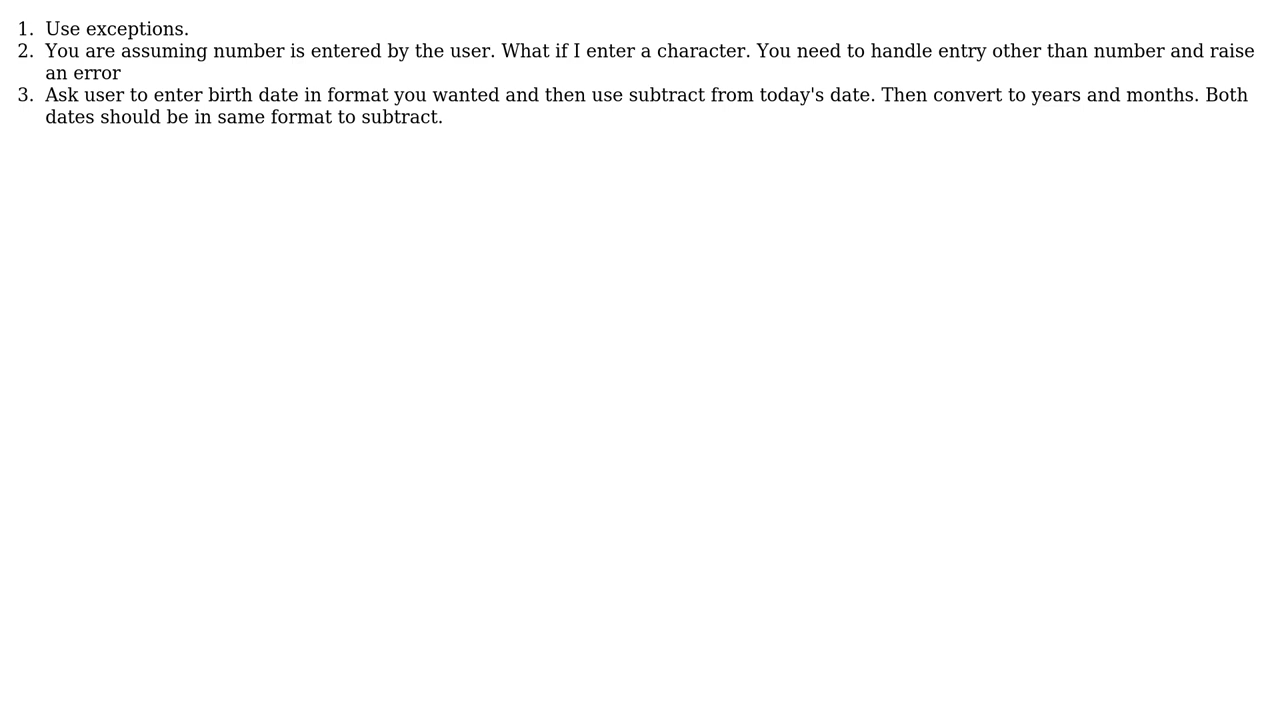 1. Use exceptions.
2. You are assuming number is entered by the user. What if I enter a character. You need to handle entry other than number and raise
an error
3. Ask user to enter birth date in format you wanted and then use subtract from today's date. Then convert to years and months. Both
dates should be in same format to subtract.